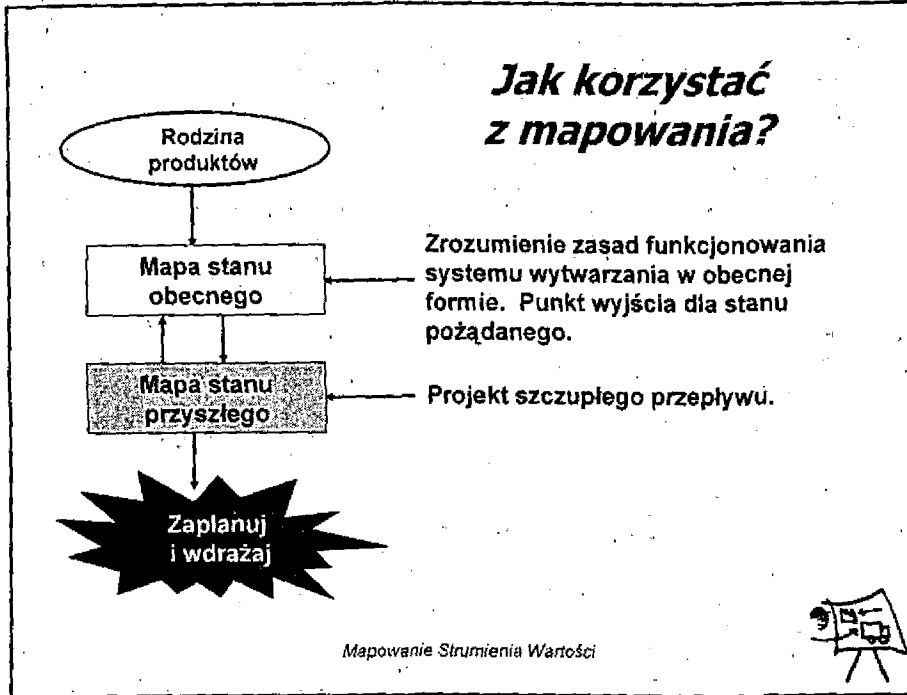 Jak korzystać
z mapowania?
Rodzina
produktów
Mapa stanu
obecnego
Zrozumienie zasad funkcjonowania
systemu wytwarzania w obecnej
formie. Punkt wyjścia dla stanu
pożądanego.
Mapa stanu
przyszłego
Projekt szczupłego przepływu.
Zaplanuj
i wdrażaj
Mapowanie Strumienia Wartości